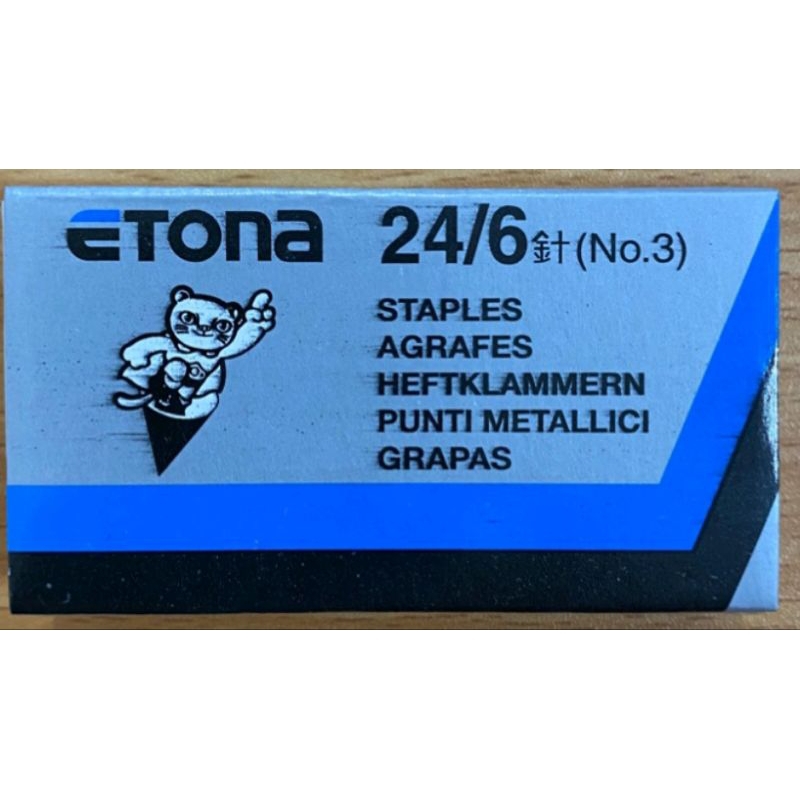 ETONA
24/6針(No.3)
STAPLES
AGRAFES
HEFTKLAMMERN
PUNTI METALLICI
GRAPAS